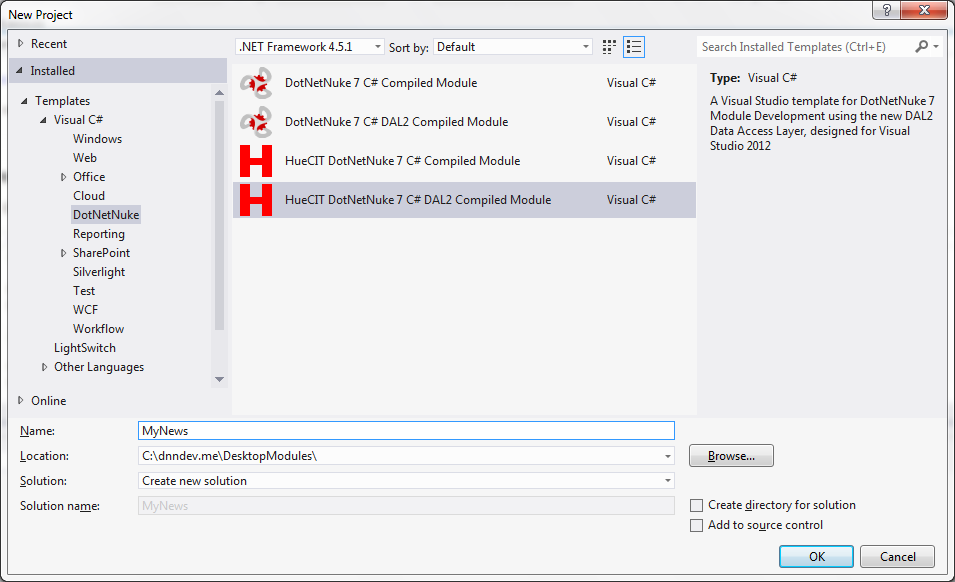 New Project
?
Recent
Installed
Templates
Visual C#
Windows
Web
Office
Cloud
DotNetNuke
Reporting
SharePoint
Silverlight
Test
WCF
Workflow
LightSwitch
Other Languages
Online
.NET Framework 4.5.1 Sort by: Default
DotNetNuke 7 C# Compiled Module Visual C#
DotNetNuke 7 C# DAL2 Compiled Module Visual C#
H HueCIT DotNetNuke 7 C# Compiled Module Visual C#
H HueCIT DotNetNuke 7 C# DAL2 Compiled Module Visual C#
Search Installed Templates (Ctrl+E)
Type: Visual C#
A Visual Studio template for DotNetNuke 7
Module Development using the new DAL2
Data Access Layer, designed for Visual
Studio 2012
Name: MyNews
Location: C:\dnndev.me\DesktopModules\ Browse...
Solution: Create new solution
Solution name: MyNews
Create directory for solution
Add to source control
OK Cancel